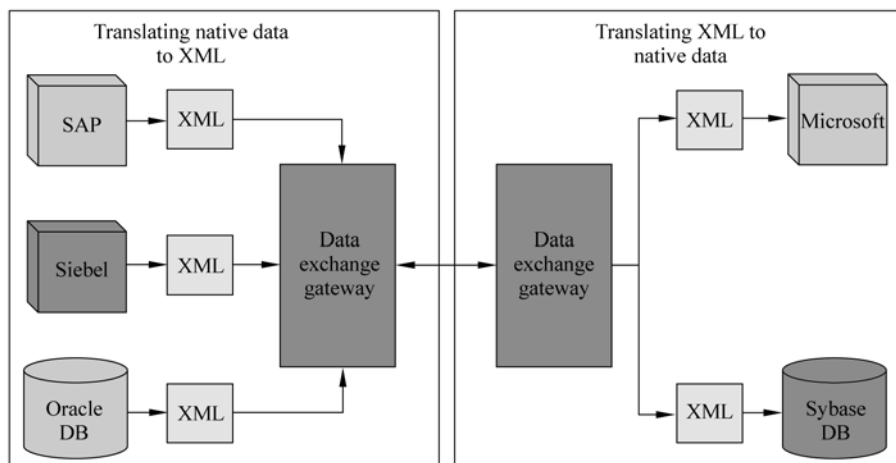 Translating native data
to XML
SAP
XML
Siebel
XML
Oracle
DB
XML
Data
exchange
gateway
Translating XML to
native data
Data
exchange
gateway
XML
Microsoft
XML
Sybase
DB